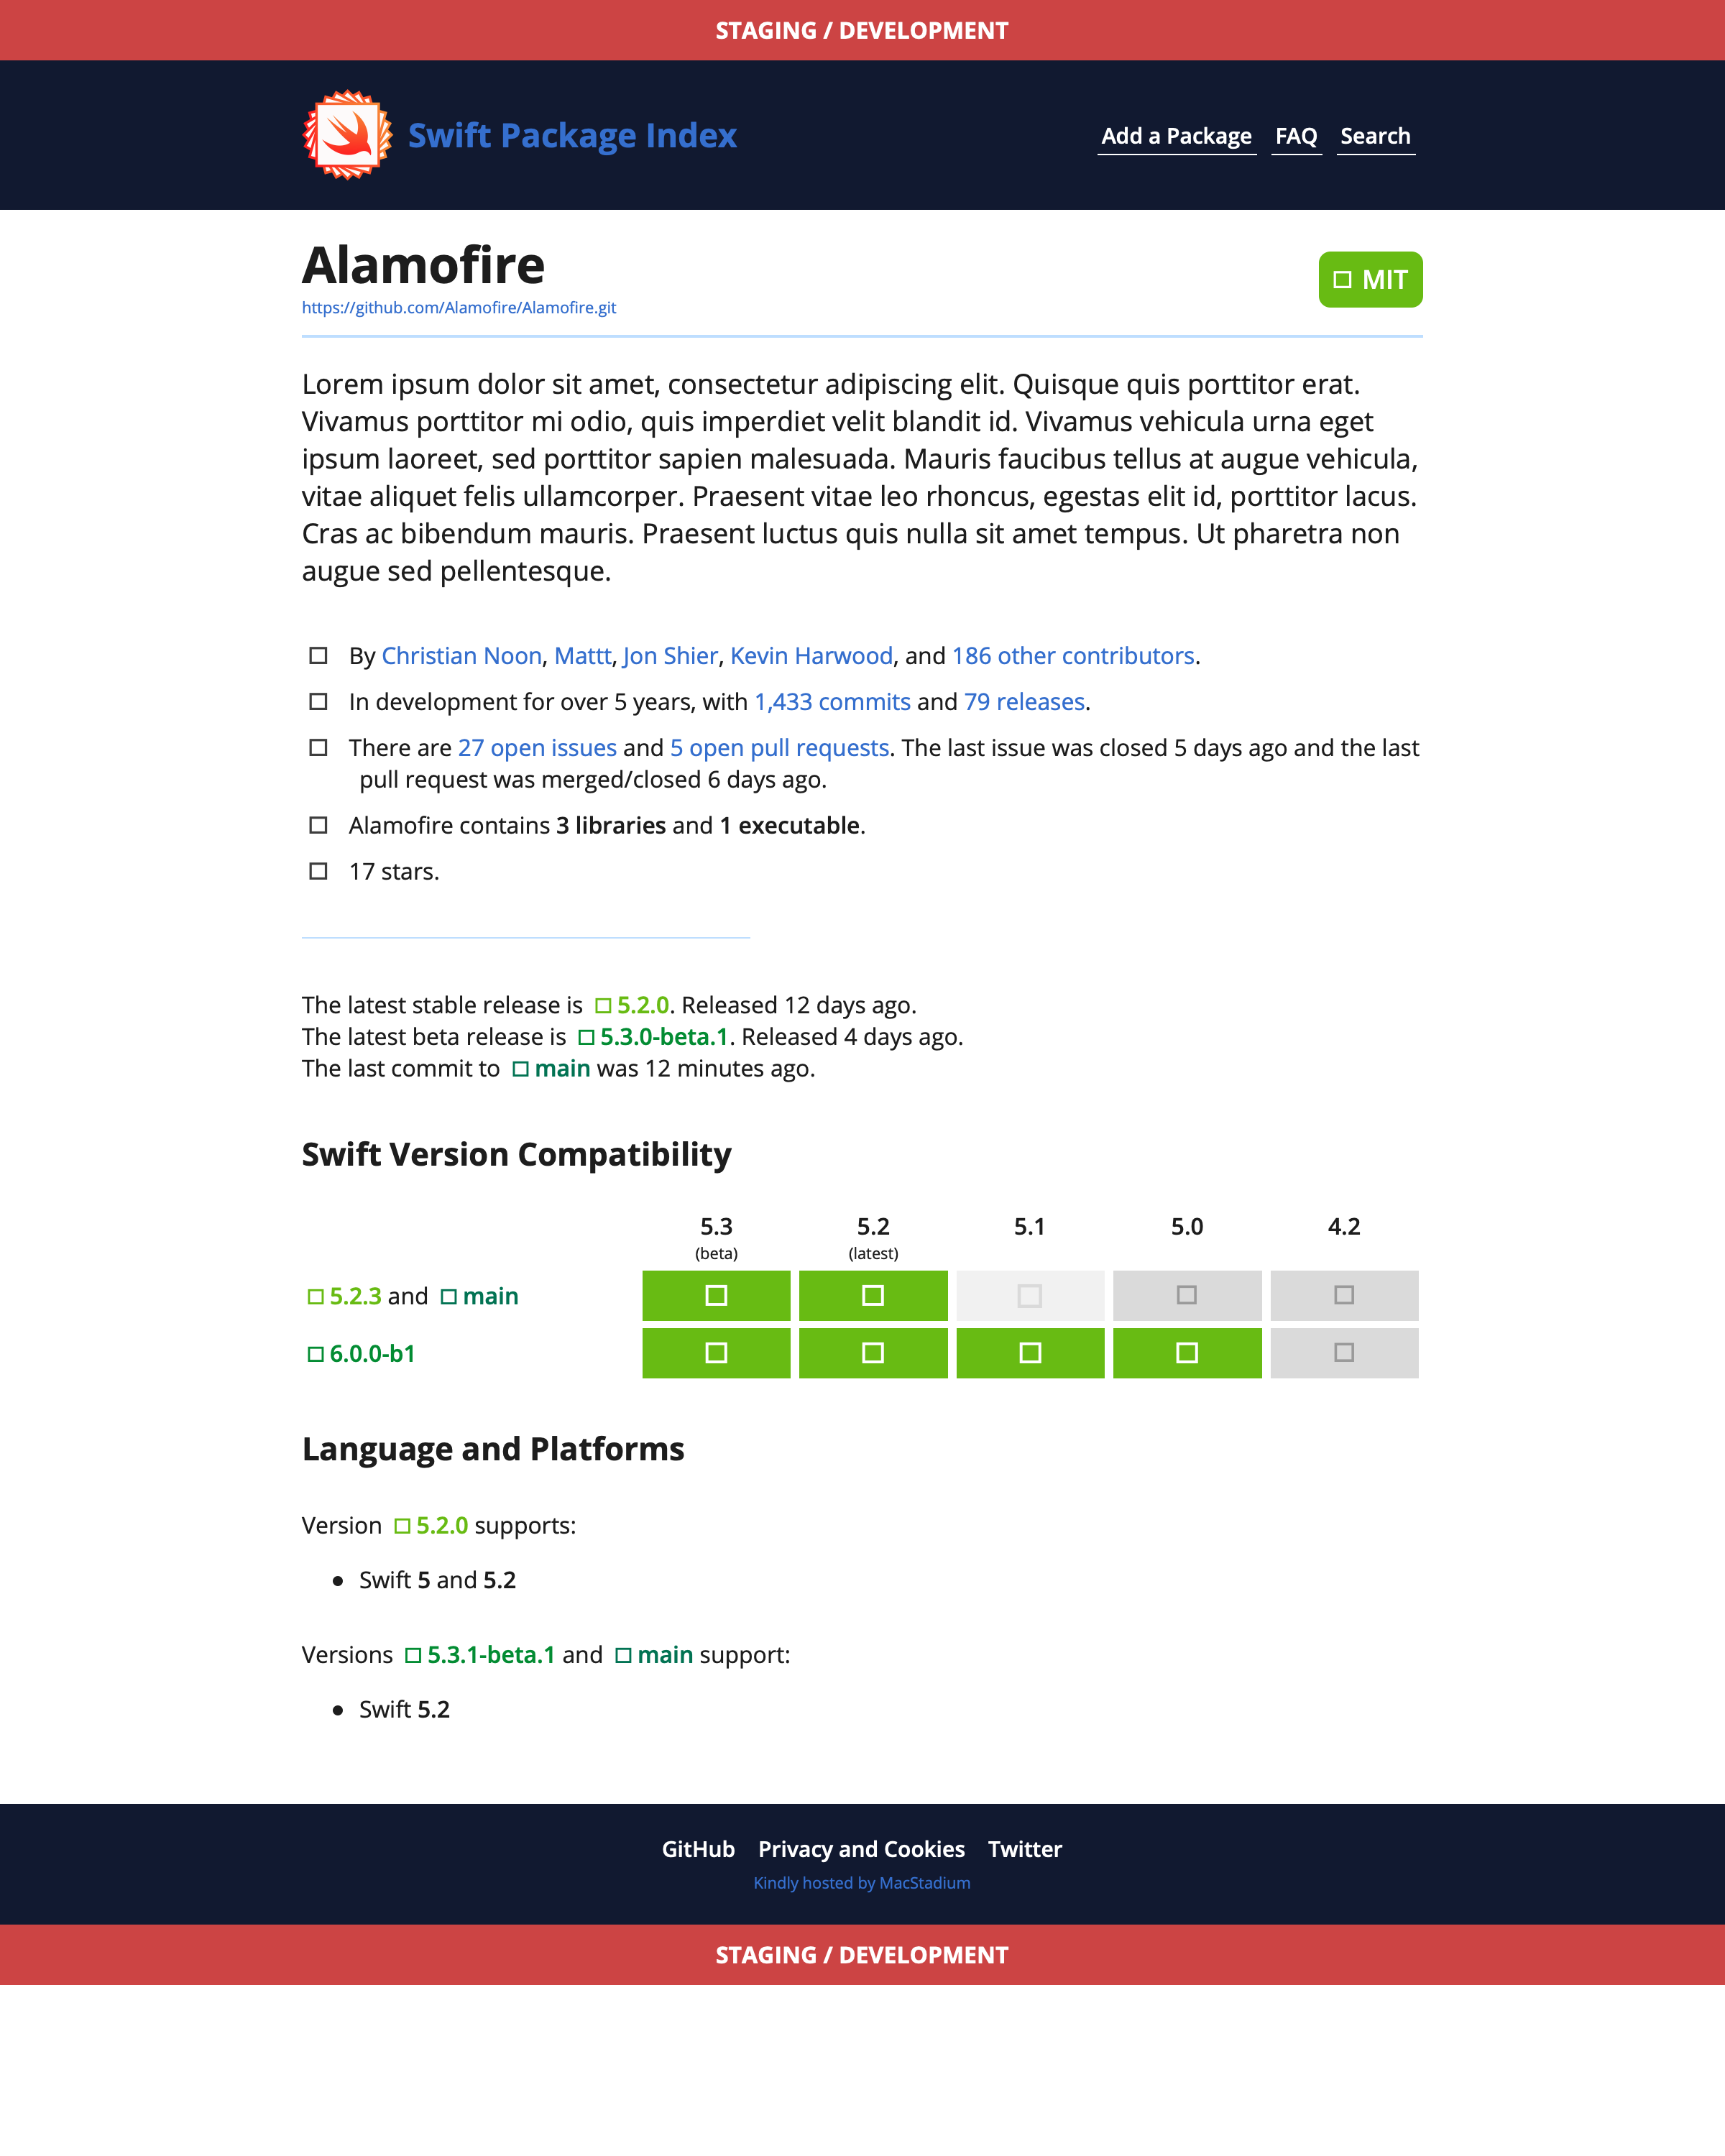 STAGING / DEVELOPMENT
Swift Package Index
Add a Package FAQ Search
Alamofire
MIT
https://github.com/Alamofire/Alamofire.git
Lorem ipsum dolor sit amet, consectetur adipiscing elit. Quisque quis porttitor erat.
Vivamus porttitor mi odio, quis imperdiet velit blandit id. Vivamus vehicula urna eget
ipsum laoreet, sed porttitor sapien malesuada. Mauris faucibus tellus at augue vehicula,
vitae aliquet felis ullamcorper. Praesent vitae leo rhoncus, egestas elit id, porttitor lacus.
Cras ac bibendum mauris. Praesent luctus quis nulla sit amet tempus. Ut pharetra non
augue sed pellentesque.
By Christian Noon, Mattt, Jon Shier, Kevin Harwood, and 186 other contributors.
In development for over 5 years, with 1,433 commits and 79 releases.
There are 27 open issues and 5 open pull requests. The last issue was closed 5 days ago and the last
pull request was merged/closed 6 days ago.
Alamofire contains 3 libraries and 1 executable.
17 stars.
The latest stable release is 5.2.0. Released 12 days ago.
The latest beta release is 5.3.0-beta.1. Released 4 days ago.
The last commit to main was 12 minutes ago.
Swift Version Compatibility
5.3 5.2 5.1 5.0 4.2
(beta) (latest)
5.2.3 and main
6.0.0-b1
Language and Platforms
Version 5.2.0 supports:
Swift 5 and 5.2
Versions 5.3.1-beta.1 and main support:
Swift 5.2
GitHub Privacy and Cookies Twitter
Kindly hosted by MacStadium
STAGING / DEVELOPMENT